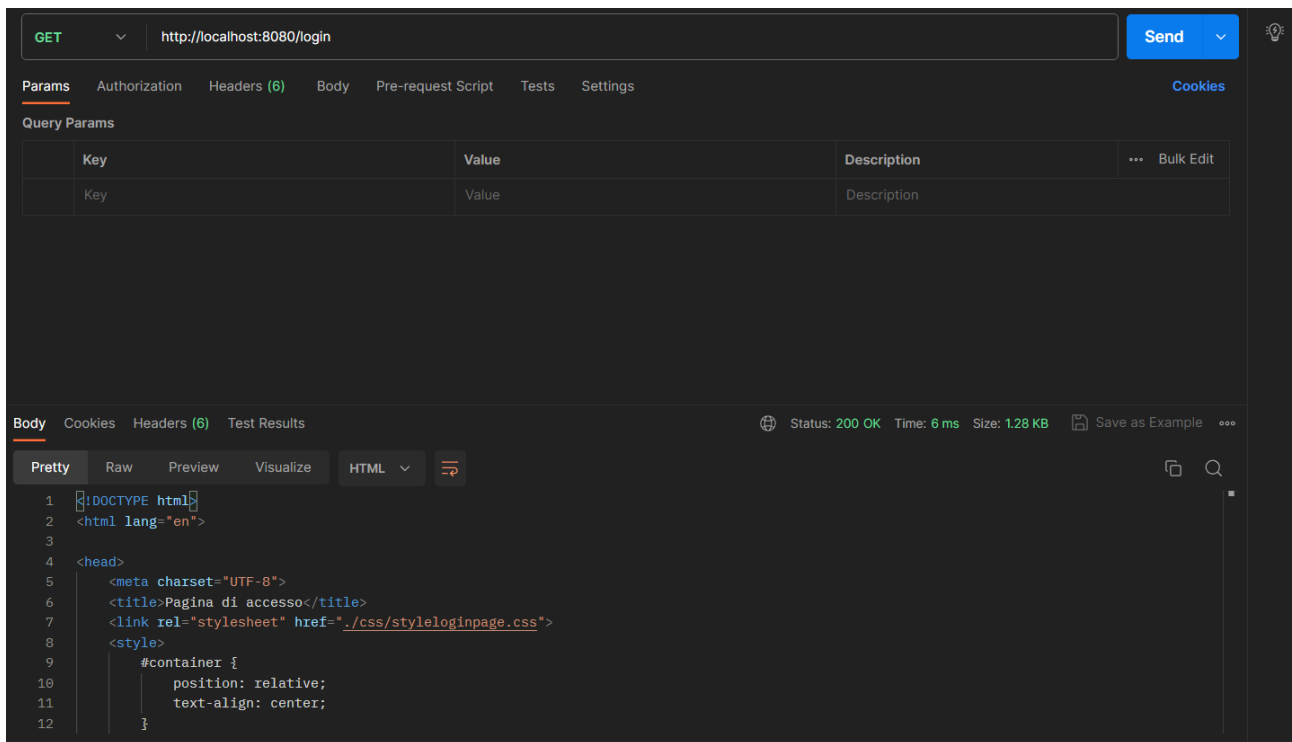 GET http://localhost:8080/login Send
Params Authorization Headers (6) Body Pre-request Script Tests Settings Cookies
Query Params
Key Value Description ••• Bulk Edit
Key Value Description
Body Cookies Headers (6) Test Results Status: 200 OK Time: 6 ms Size: 1.28 KB Save as Example
Pretty Raw Preview Visualize HTML
1 <!DOCTYPE html>
2 <html lang="en">
3
4 <head>
5 <meta charset="UTF-8">
6 <title>Pagina di accesso</title>
7 <link rel="stylesheet" href="./css/styleloginpage.css">
8 <style>
9 #container {
10 position: relative;
11 text-align: center;
12 }